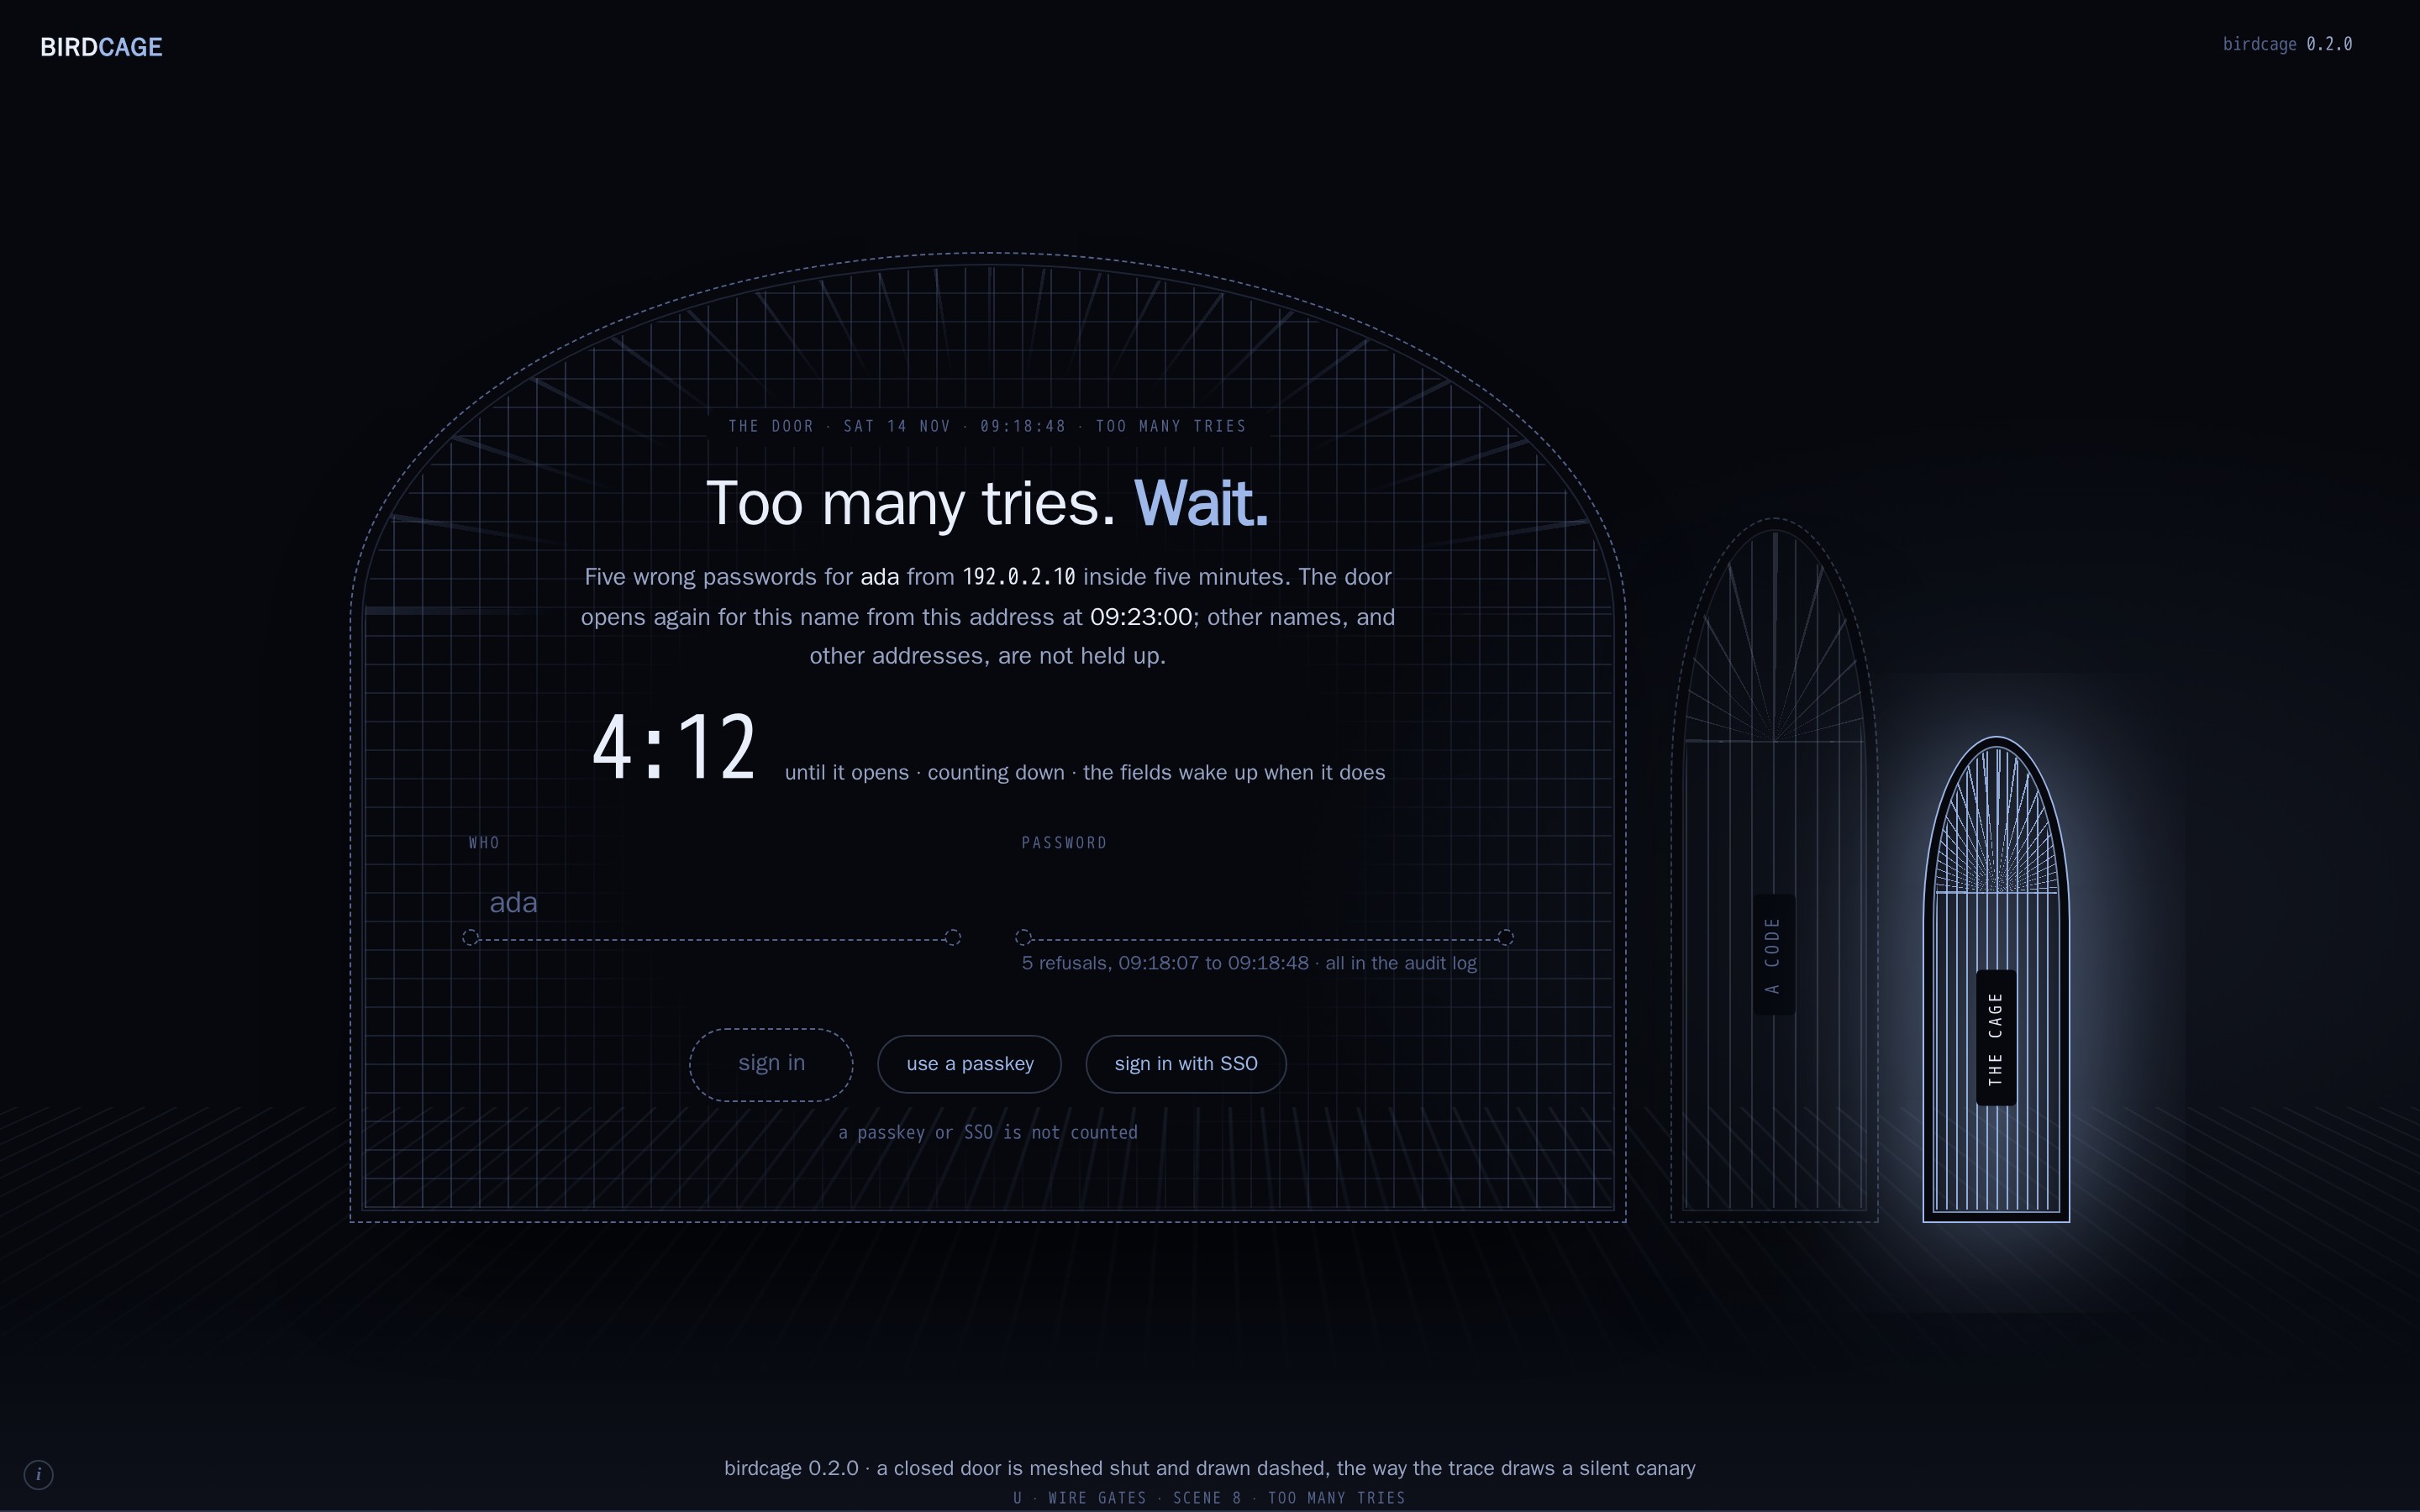 BIRDCAGE
birdcage 0.2.0
THE DOOR · SAT 14 NOV · 09:18:48 · TOO MANY TRIES
Too many tries. Wait.
Five wrong passwords for ada from 192.0.2.10 inside five minutes. The door
opens again for this name from this address at 09:23:00; other names, and
other addresses, are not held up.
4:12 until it opens · counting down · the fields wake up when it does
WHO
ada
PASSWORD
5 refusals, 09:18:07 to 09:18:48 · all in the audit log
sign in
use a passkey
sign in with SSO
a passkey or SSO is not counted
A CODE
THE CAGE
i
birdcage 0.2.0 · a closed door is meshed shut and drawn dashed, the way the trace draws a silent canary
U · WIRE GATES · SCENE 8 · TOO MANY TRIES